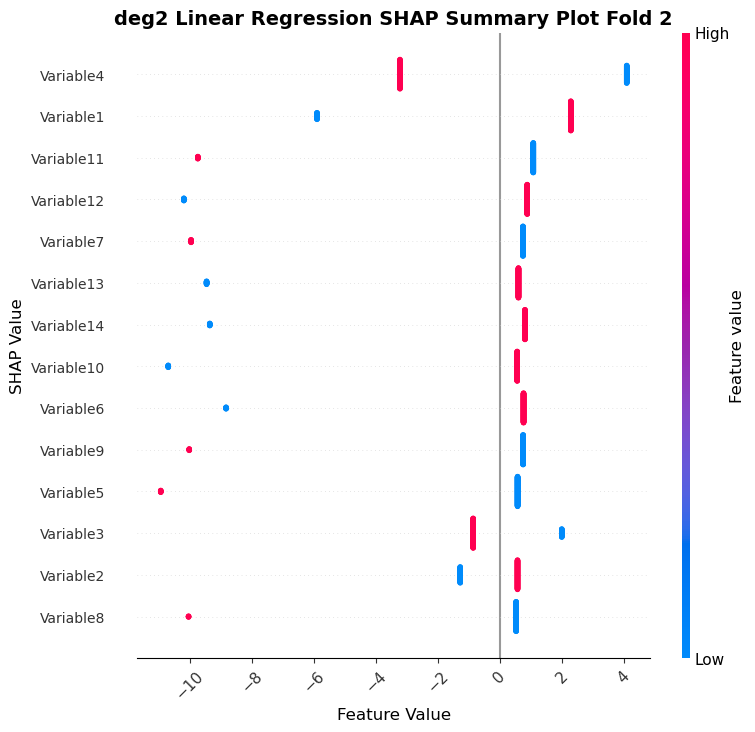 deg2 Linear Regression SHAP Summary Plot Fold 2
High
Variable4
Variable1
Variable11
Variable12
Variable7
Variable13
Variable14
Variable10
Variable6
Variable9
Variable5
Variable3
Variable2
Variable8
SHAP Value
Feature value
Low
−10 −8 −6 −4 −2 0 2 4
Feature Value